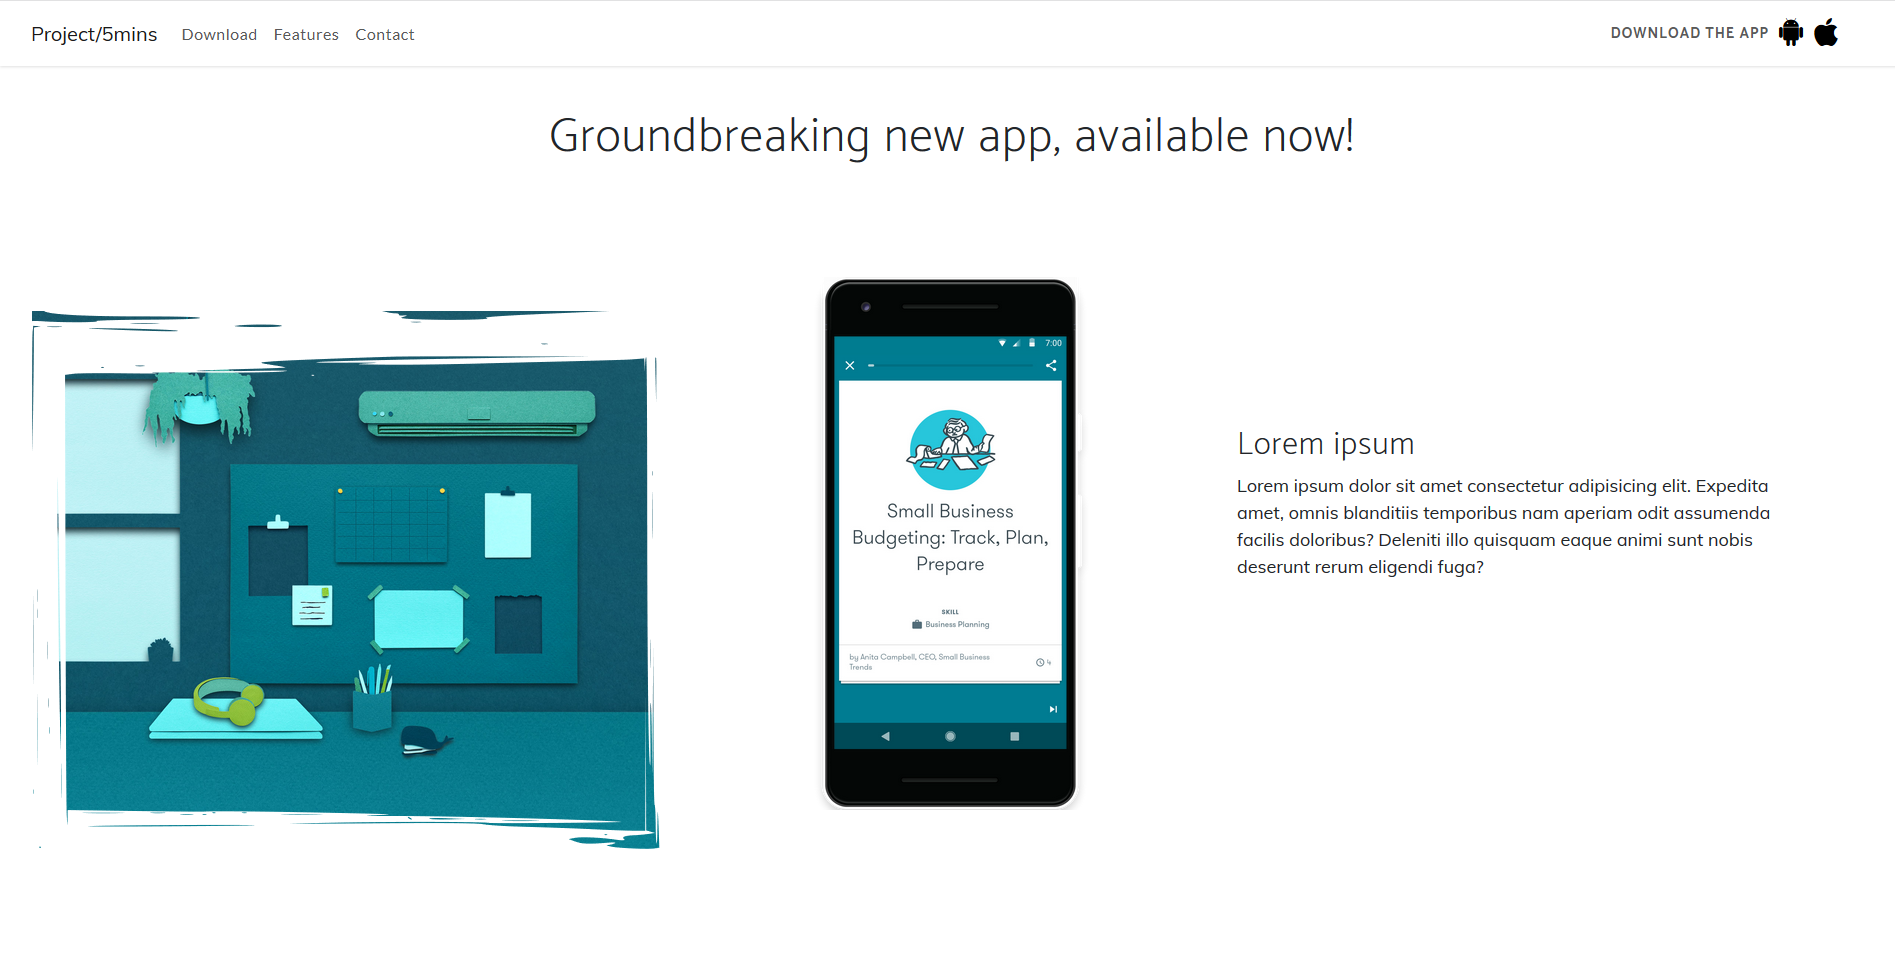 Project/5mins Download Features Contact DOWNLOAD THE APP
Groundbreaking new app, available now!
7:00
Small Business
Budgeting: Track, Plan,
Prepare
SKILL
Business Planning
by Anita Campbell, CEO, Small Business
Trends
4
Lorem ipsum
Lorem ipsum dolor sit amet consectetur adipisicing elit. Expedita
amet, omnis blanditiis temporibus nam aperiam odit assumenda
facilis doloribus? Deleniti illo quisquam eaque animi sunt nobis
deserunt rerum eligendi fuga?